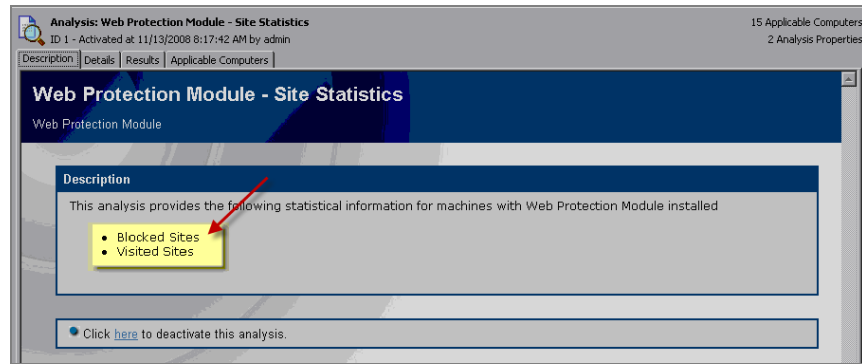 Analysis: Web Protection Module - Site Statistics
15 Applicable Computers
ID 1 - Activated at 11/13/2008 8:17:42 AM by admin
2 Analysis Properties
Description Details Results Applicable Computers
Web Protection Module - Site Statistics
Web Protection Module
Description
This analysis provides the following statistical information for machines with Web Protection Module installed
• Blocked Sites
• Visited Sites
Click here to deactivate this analysis.